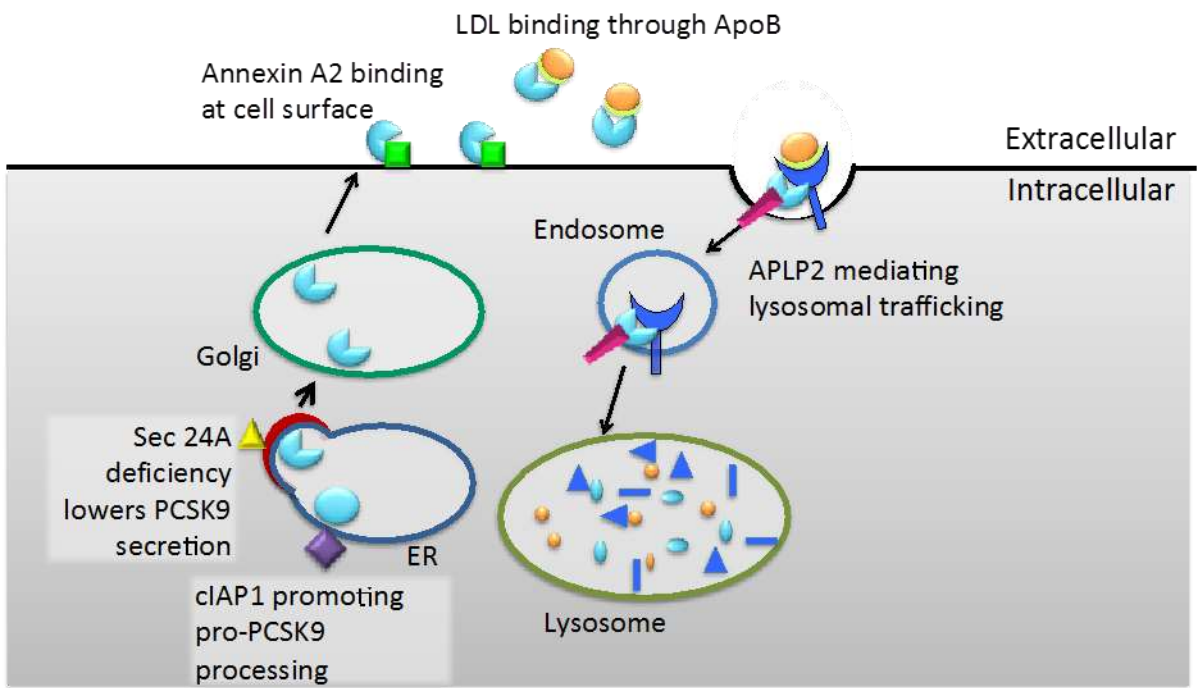 LDL binding through ApoB
Annexin A2 binding
at cell surface
Extracellular
Intracellular
Endosome
APLP2 mediating
lysosomal trafficking
Golgi
Sec 24A
deficiency
lowers PCSK9
secretion
ER
cIAP1 promoting
pro-PCSK9
processing
Lysosome